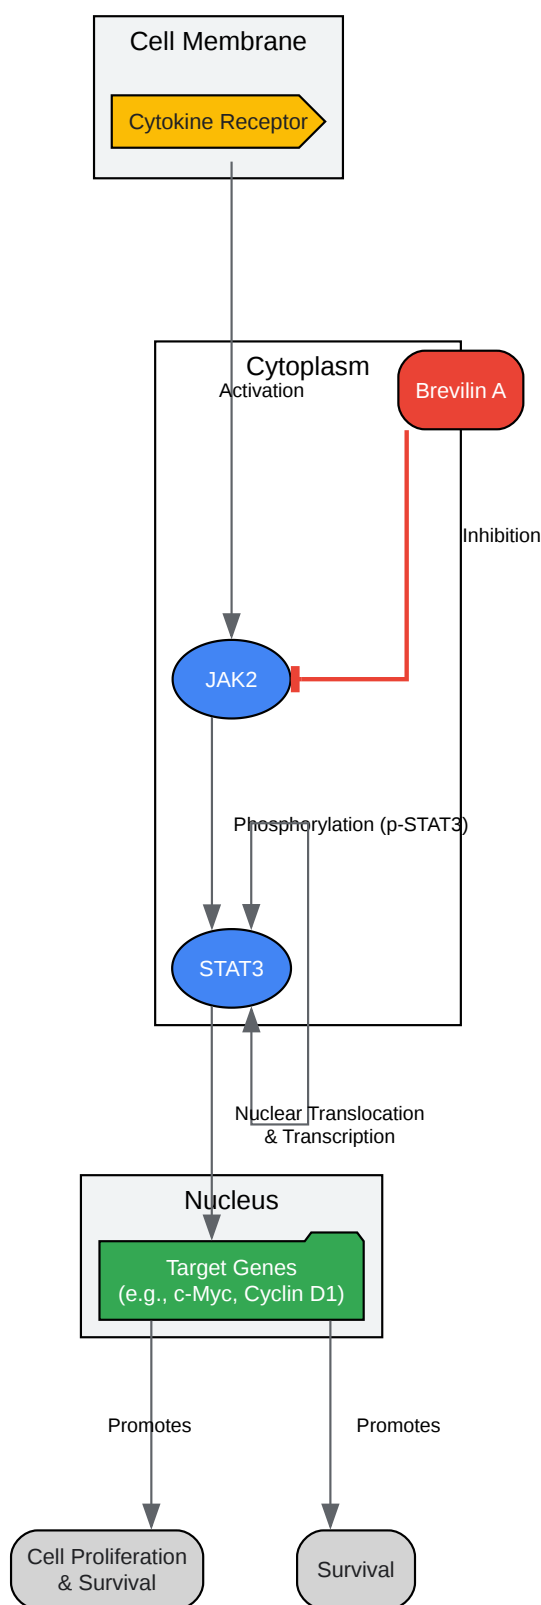 Cell Membrane
Cytokine Receptor
Cytoplasm
Activation
Brevilin A
Inhibition
JAK2
Phosphorylation (p-STAT3)
STAT3
Nuclear Translocation
& Transcription
Nucleus
Target Genes
(e.g., c-Myc, Cyclin D1)
Promotes
Promotes
Cell Proliferation
& Survival
Survival